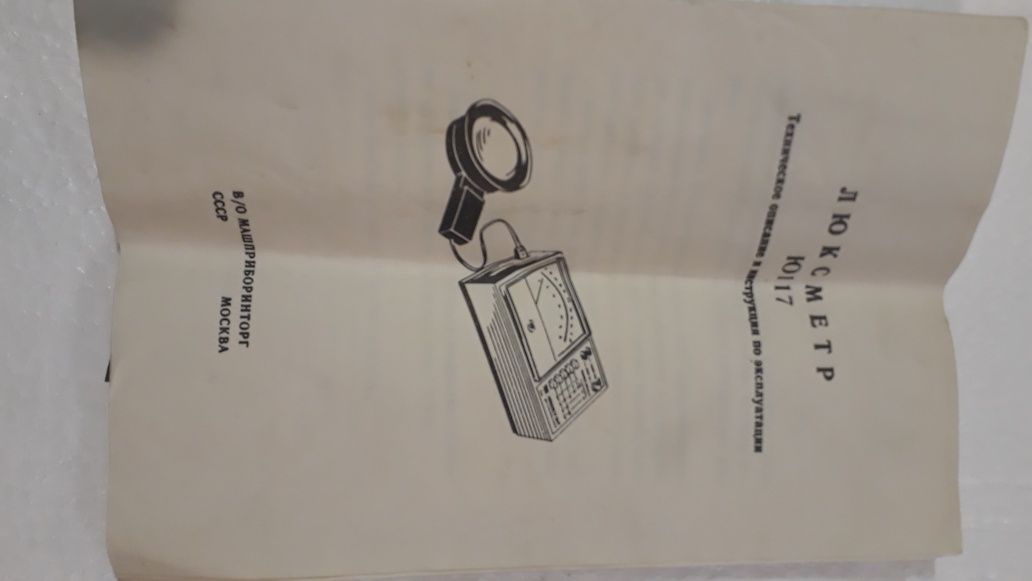 ЛЮКСМЕТР
Ю117
Техническое описание и инструкция по эксплуатации
В/О МАШПРИБОРИНТОРГ
СССР МОСКВА